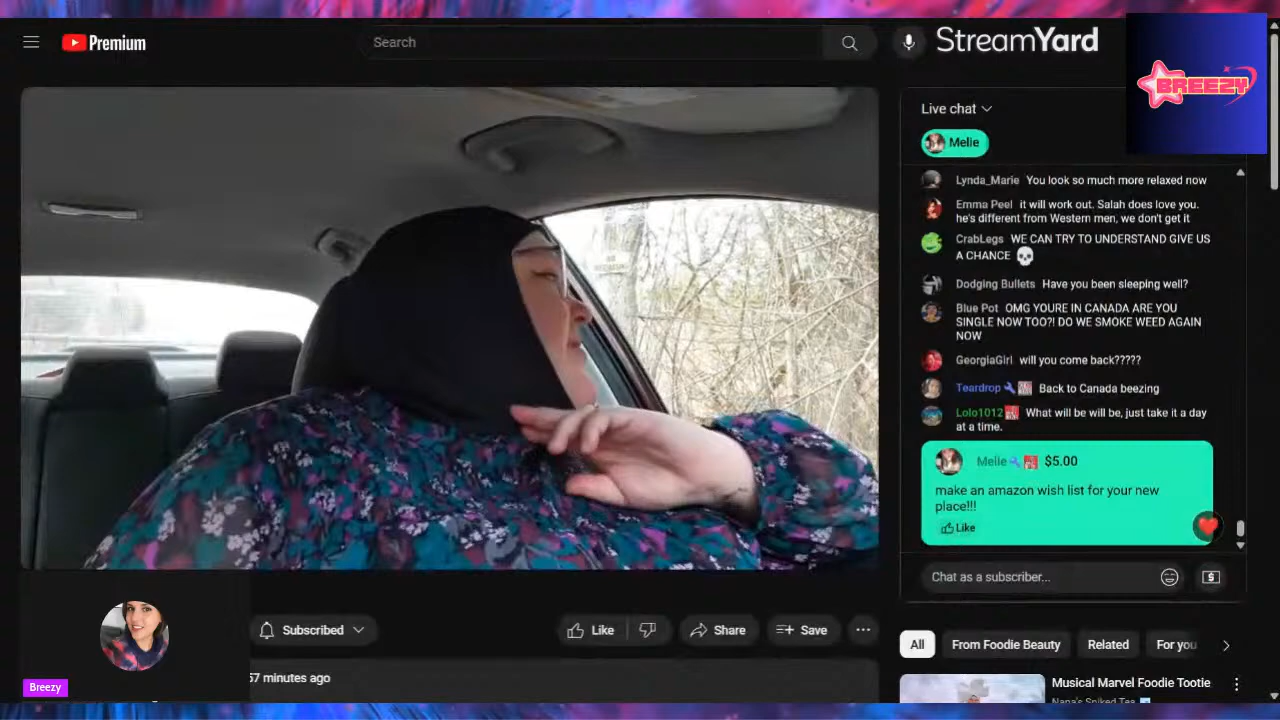 Premium
Search
StreamYard
BREEZY
Live chat
Melie
Lynda_Marie You look so much more relaxed now
Emma Peel it will work out. Salah does love you.
he's different from Western men, we don't get it
CrabLegs WE CAN TRY TO UNDERSTAND GIVE US
A CHANCE 💀
Dodging Bullets Have you been sleeping well?
Blue Pot OMG YOURE IN CANADA ARE YOU
SINGLE NOW TOO?! DO WE SMOKE WEED AGAIN
NOW
GeorgiaGirl will you come back?????
Teardrop Back to Canada beezing
Lolo1012 What will be will be, just take it a day
at a time.
Melie $5.00
make an amazon wish list for your new
place!!!
Like
Chat as a subscriber...
Subscribed
Like
Share
Save
All
From Foodie Beauty
Related
For you
Breezy
57 minutes ago
Musical Marvel Foodie Tootie
Nana's Spiked Tea